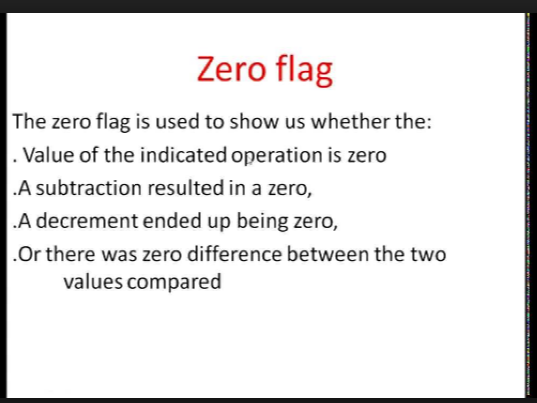 Zero flag
The zero flag is used to show us whether the:
. Value of the indicated operation is zero
.A subtraction resulted in a zero,
.A decrement ended up being zero,
.Or there was zero difference between the two
values compared